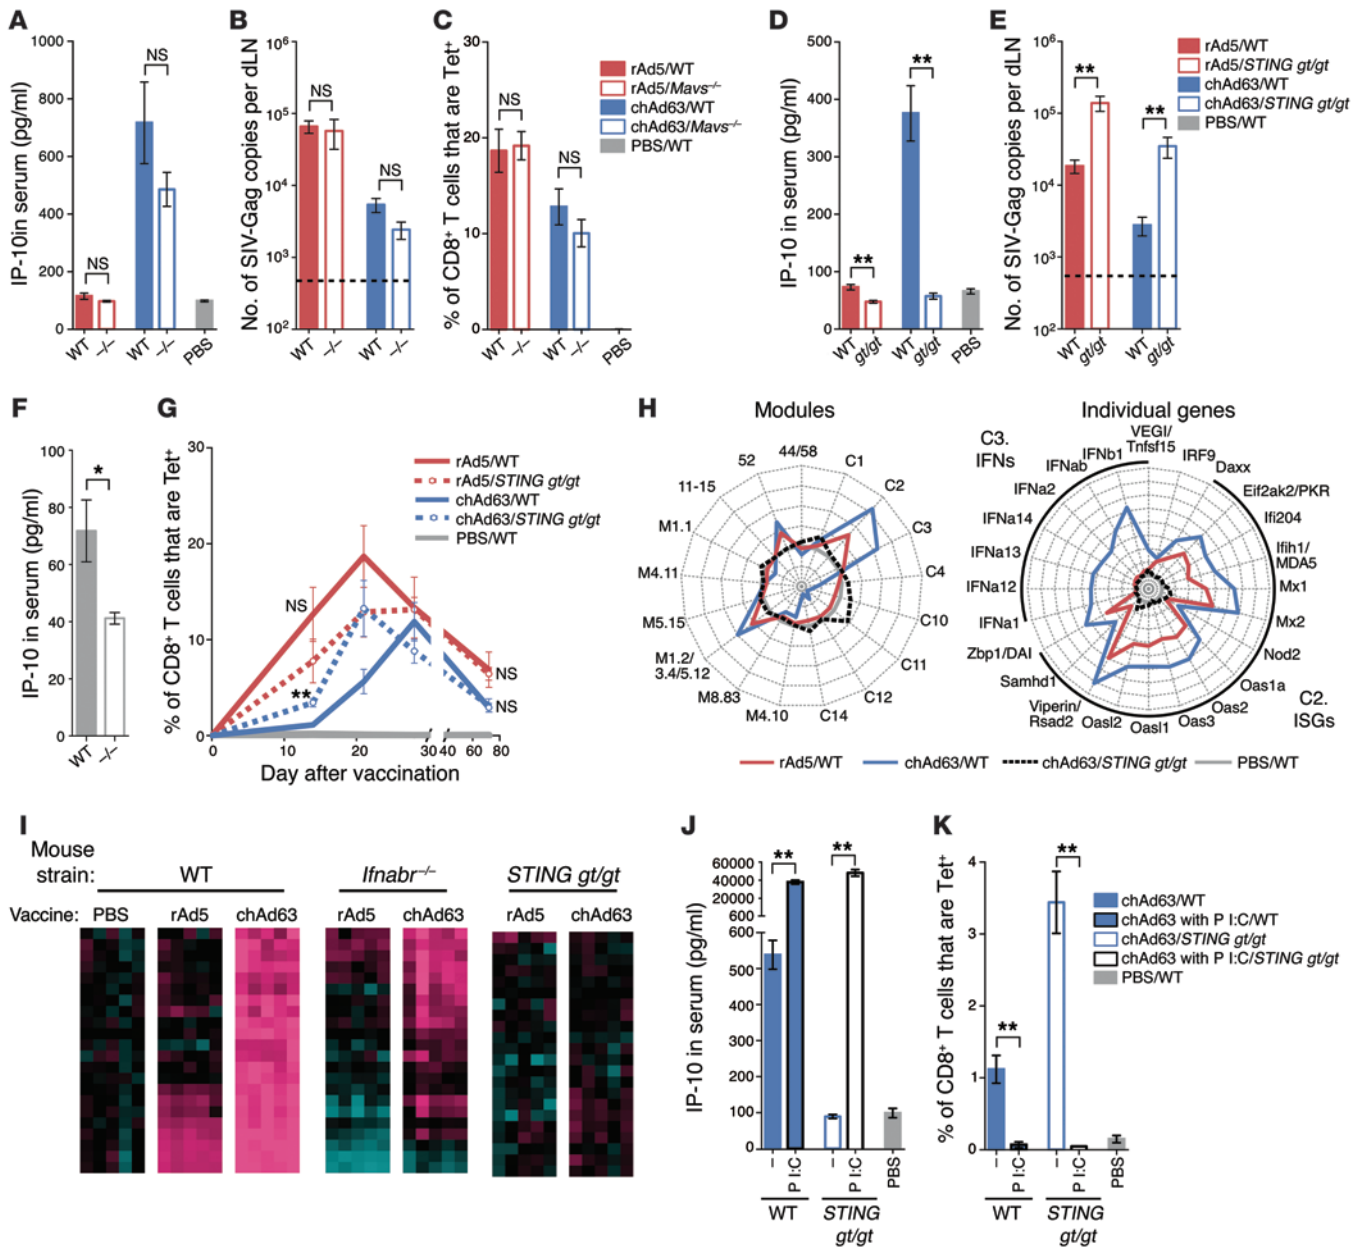 A
IP-10in serum (pg/ml)
1000
800
600
400
200
0
NS
NS
WT
–/–
WT
–/–
PBS
B
No. of SIV-Gag copies per dLN
10⁶
10⁵
10⁴
10³
10²
NS
NS
WT
–/–
WT
–/–
C
% of CD8⁺ T cells that are Tet⁺
30
20
10
0
NS
NS
WT
–/–
WT
–/–
PBS
rAd5/WT
rAd5/Mavs⁻/⁻
chAd63/WT
chAd63/Mavs⁻/⁻
PBS/WT
D
IP-10 in serum (pg/ml)
500
400
300
200
100
0
**
**
WT
gt/gt
WT
gt/gt
PBS
E
No. of SIV-Gag copies per dLN
10⁶
10⁵
10⁴
10³
10²
**
**
WT
gt/gt
WT
gt/gt
rAd5/WT
rAd5/STING gt/gt
chAd63/WT
chAd63/STING gt/gt
PBS/WT
F
IP-10 in serum (pg/ml)
100
80
60
40
20
0
*
WT
–/–
G
% of CD8⁺ T cells that are Tet⁺
30
20
10
0
rAd5/WT
rAd5/STING gt/gt
chAd63/WT
chAd63/STING gt/gt
PBS/WT
NS
**
NS
NS
0 10 20 30 40 60 80
Day after vaccination
H
Modules
44/58
C1
C2
C3
C4
C10
C11
C12
C14
M4.10
M8.83
M1.2/
3.4/5.12
M5.15
M4.11
M1.1
11-15
52
Individual genes
C3.
IFNs
VEGI/
Tnfsf15
IRF9
Daxx
Eif2ak2/PKR
Ifi204
Ifih1/
MDA5
Mx1
Mx2
Nod2
Oas1a
Oas2
Oas3
Oasl1
Oasl2
Viperin/
Rsad2
Samhd1
Zbp1/DAI
IFNa1
IFNa12
IFNa13
IFNa14
IFNa2
IFNab
IFNb1
C2.
ISGs
rAd5/WT
chAd63/WT
chAd63/STING gt/gt
PBS/WT
I
Mouse
strain:
WT
Ifnabr⁻/⁻
STING gt/gt
Vaccine: PBS rAd5 chAd63 rAd5 chAd63 rAd5 chAd63
J
IP-10 in serum (pg/ml)
60000
40000
20000
600
600
500
400
300
200
100
0
**
**
–
P I:C
–
P I:C
PBS
WT
STING
gt/gt
K
% of CD8⁺ T cells that are Tet⁺
4
3
2
1
0
**
**
–
P I:C
–
P I:C
PBS
WT
STING
gt/gt
chAd63/WT
chAd63 with P I:C/WT
chAd63/STING gt/gt
chAd63 with P I:C/STING gt/gt
PBS/WT